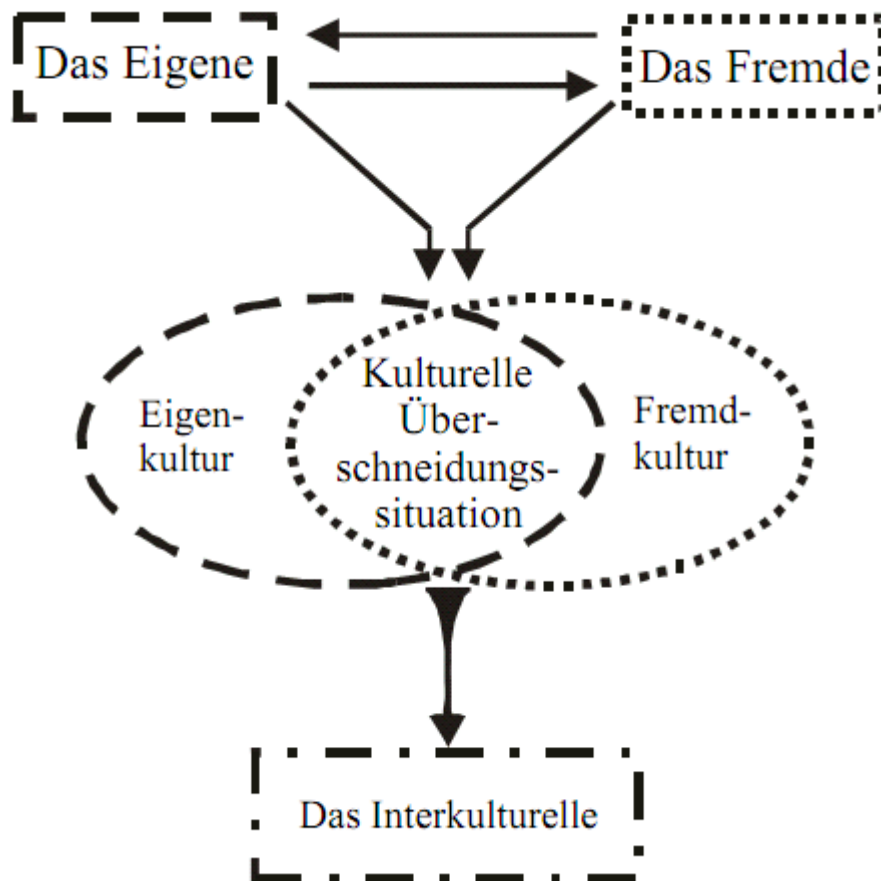 Das Eigene
Das Fremde
Eigen-
kultur
Kulturelle
Über-
schneidungs-
situation
Fremd-
kultur
Das Interkulturelle